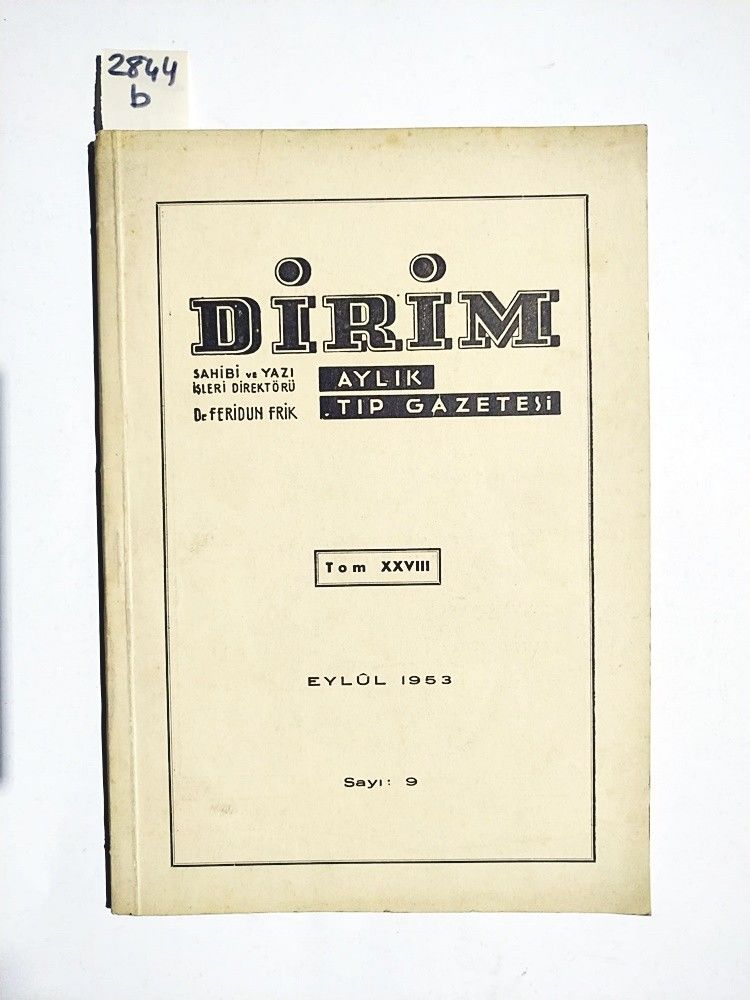 2844
b
DİRİM
SAHİBİ ve YAZI
İŞLERİ DİREKTÖRÜ
Dr FERİDUN FRİK
AYLIK
TIP GAZETESİ
Tom XXVIII
EYLÛL 1953
Sayı: 9